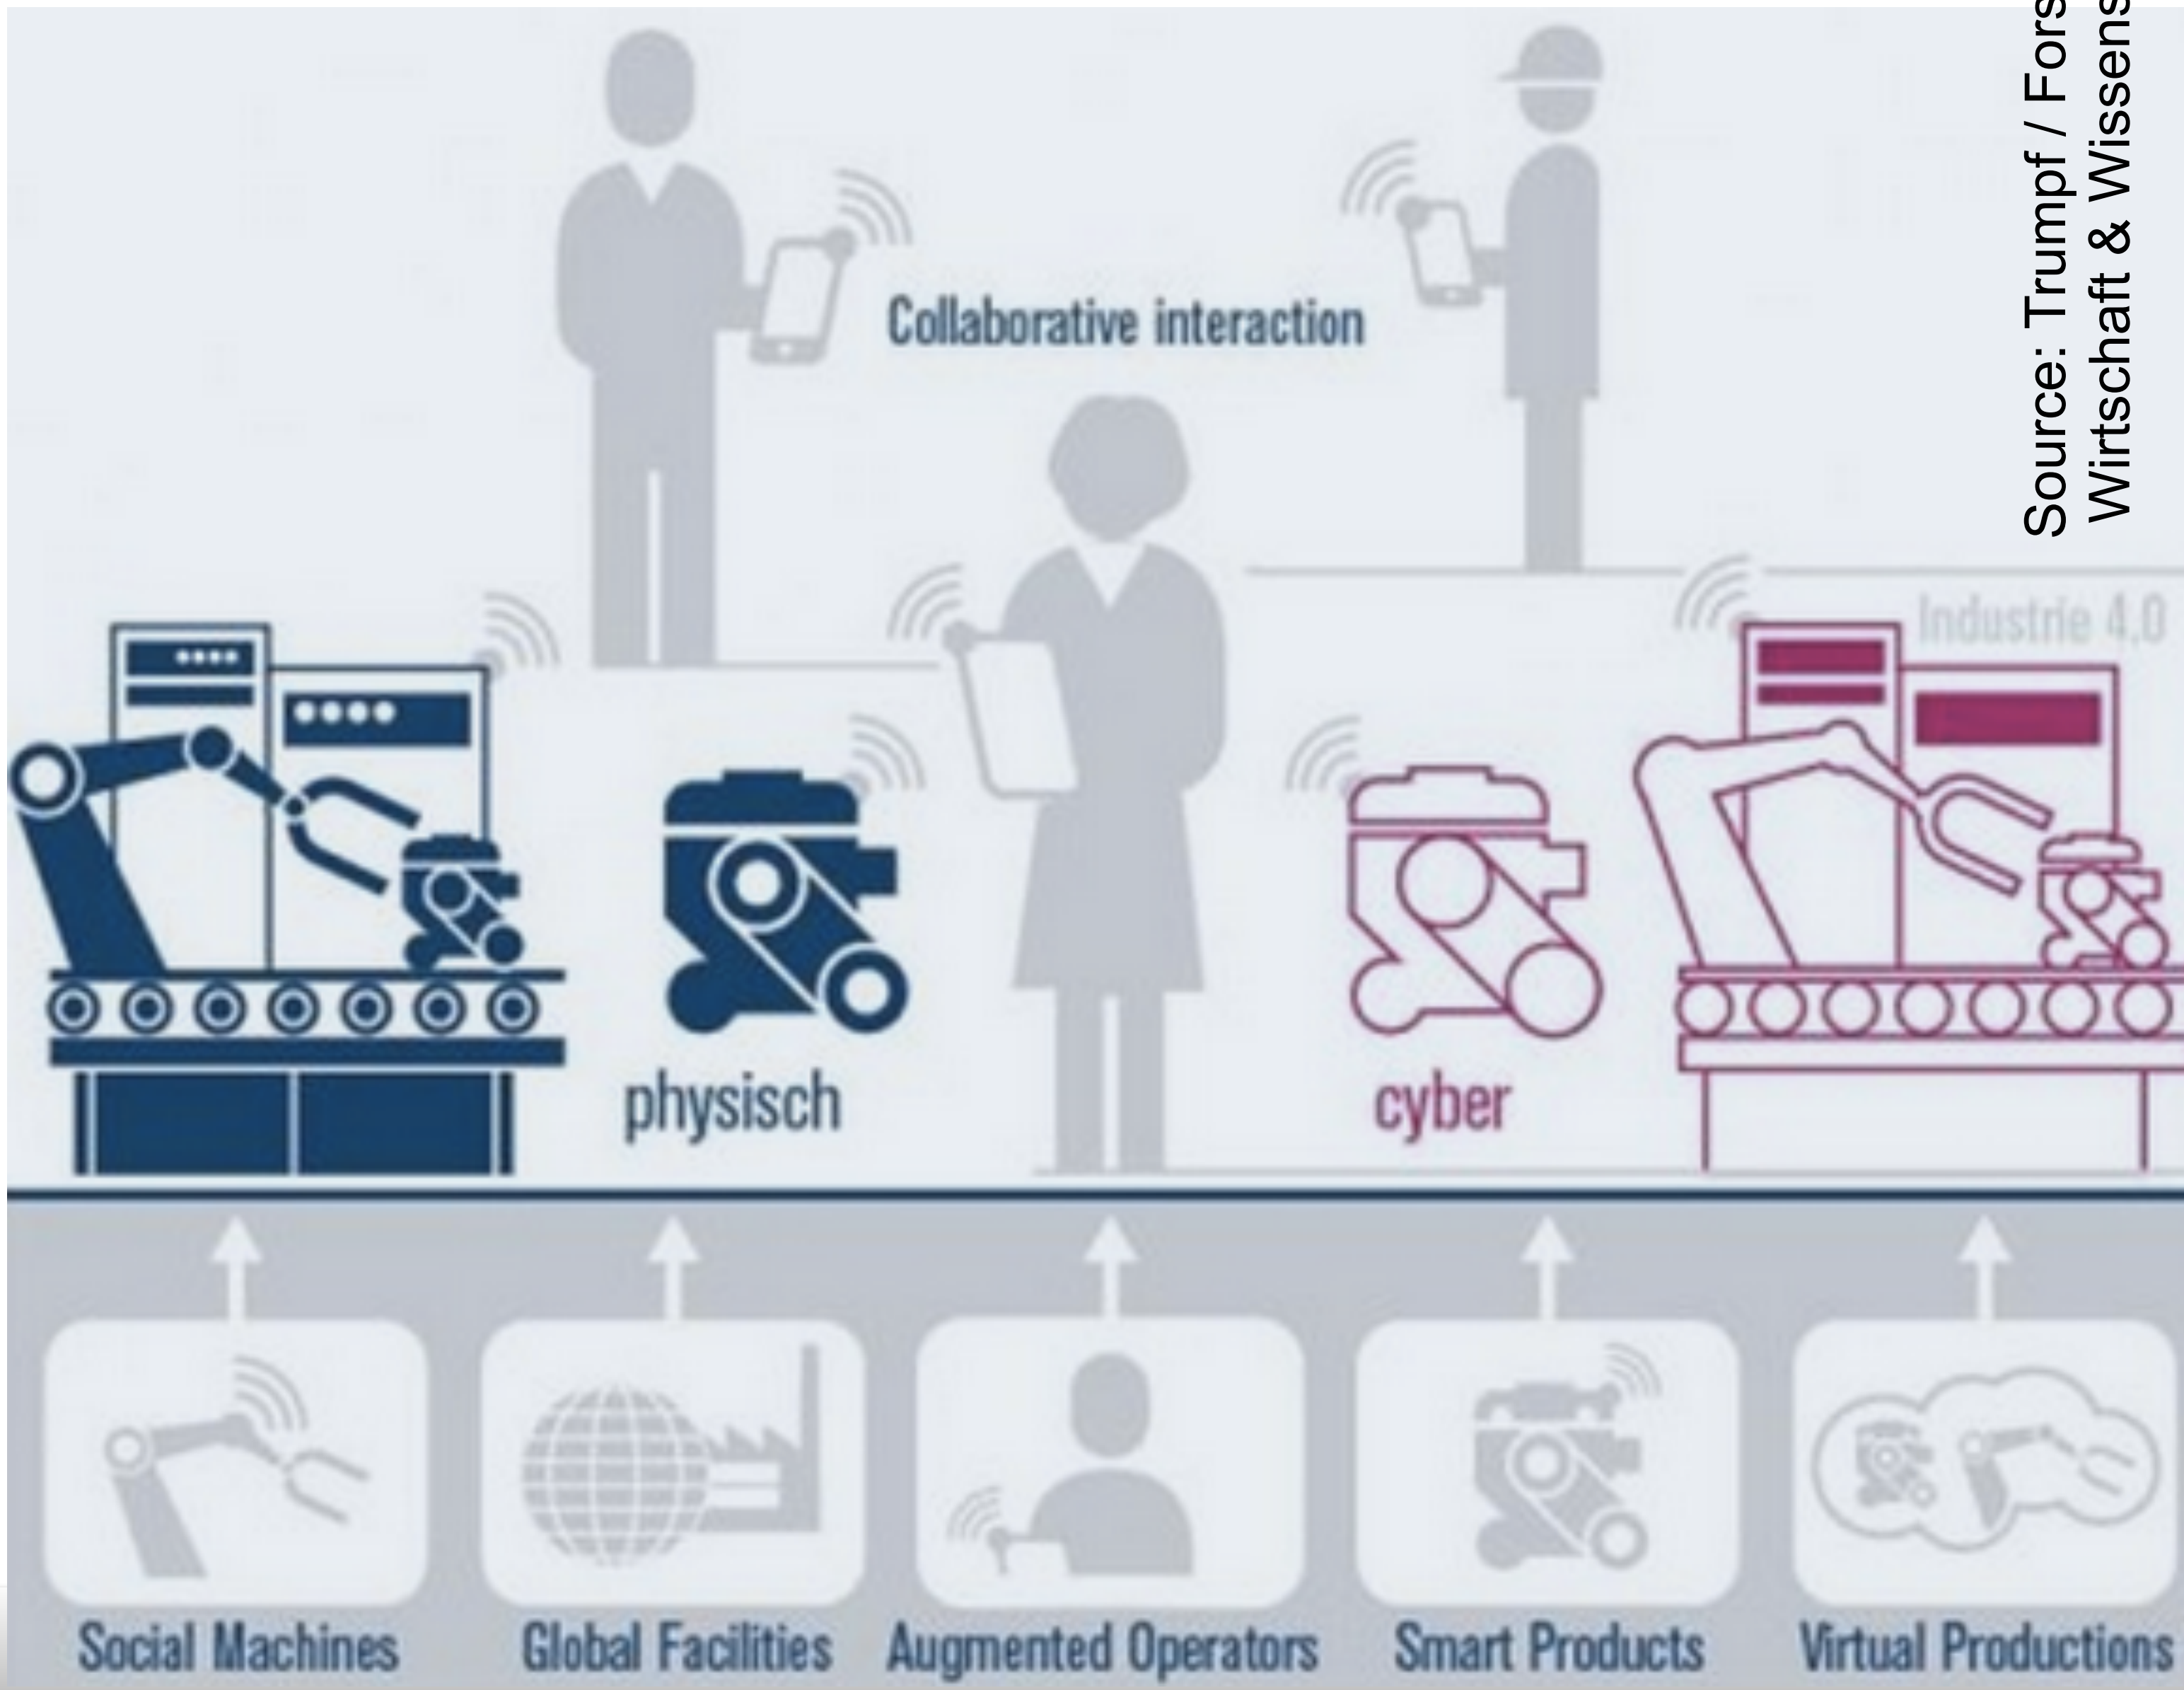 Source: Trumpf / Fors
Wirtschaft & Wissens
Collaborative interaction
Industrie 4.0
physisch
cyber
Social Machines
Global Facilities
Augmented Operators
Smart Products
Virtual Productions